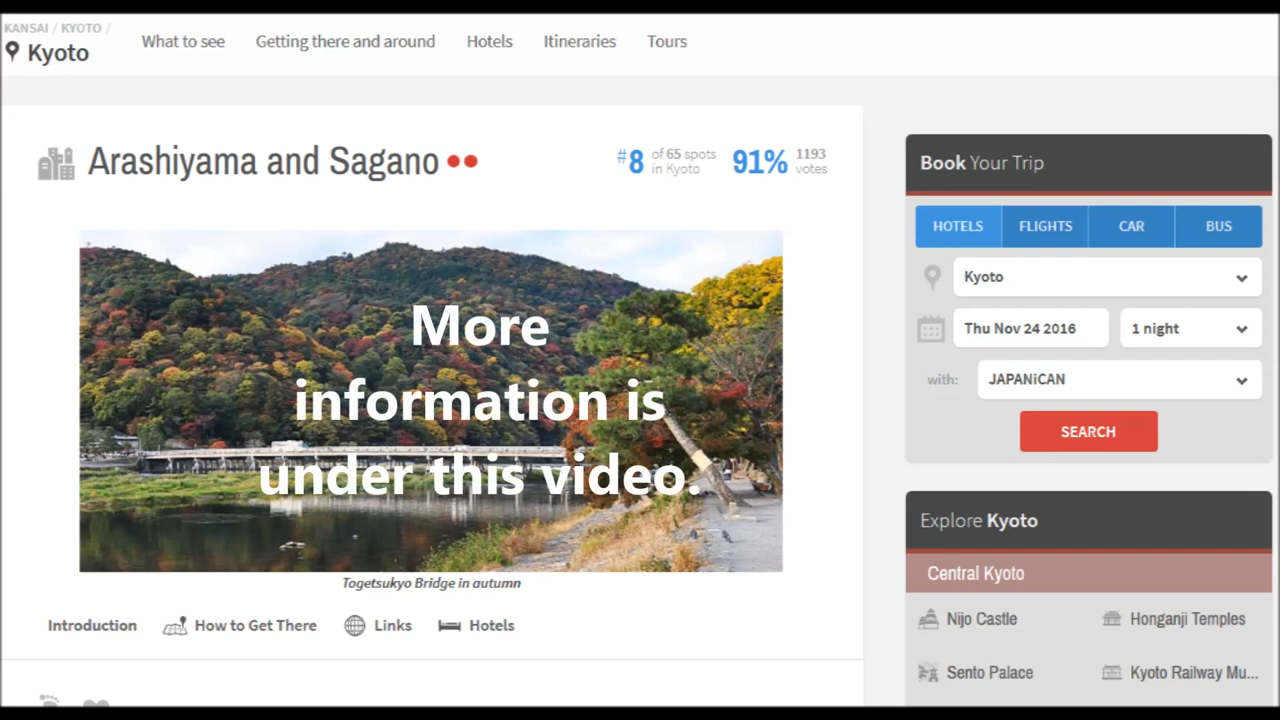 KANSAI / KYOTO /
Kyoto
What to see
Getting there and around
Hotels
Itineraries
Tours
Arashiyama and Sagano
#8 of 65 spots in Kyoto
91% 1193 votes
More
information is
under this video.
Togetsukyo Bridge in autumn
Introduction
How to Get There
Links
Hotels
Book Your Trip
HOTELS
FLIGHTS
CAR
BUS
Kyoto
Thu Nov 24 2016
1 night
with:
JAPANiCAN
SEARCH
Explore Kyoto
Central Kyoto
Nijo Castle
Honganji Temples
Sento Palace
Kyoto Railway Mu...